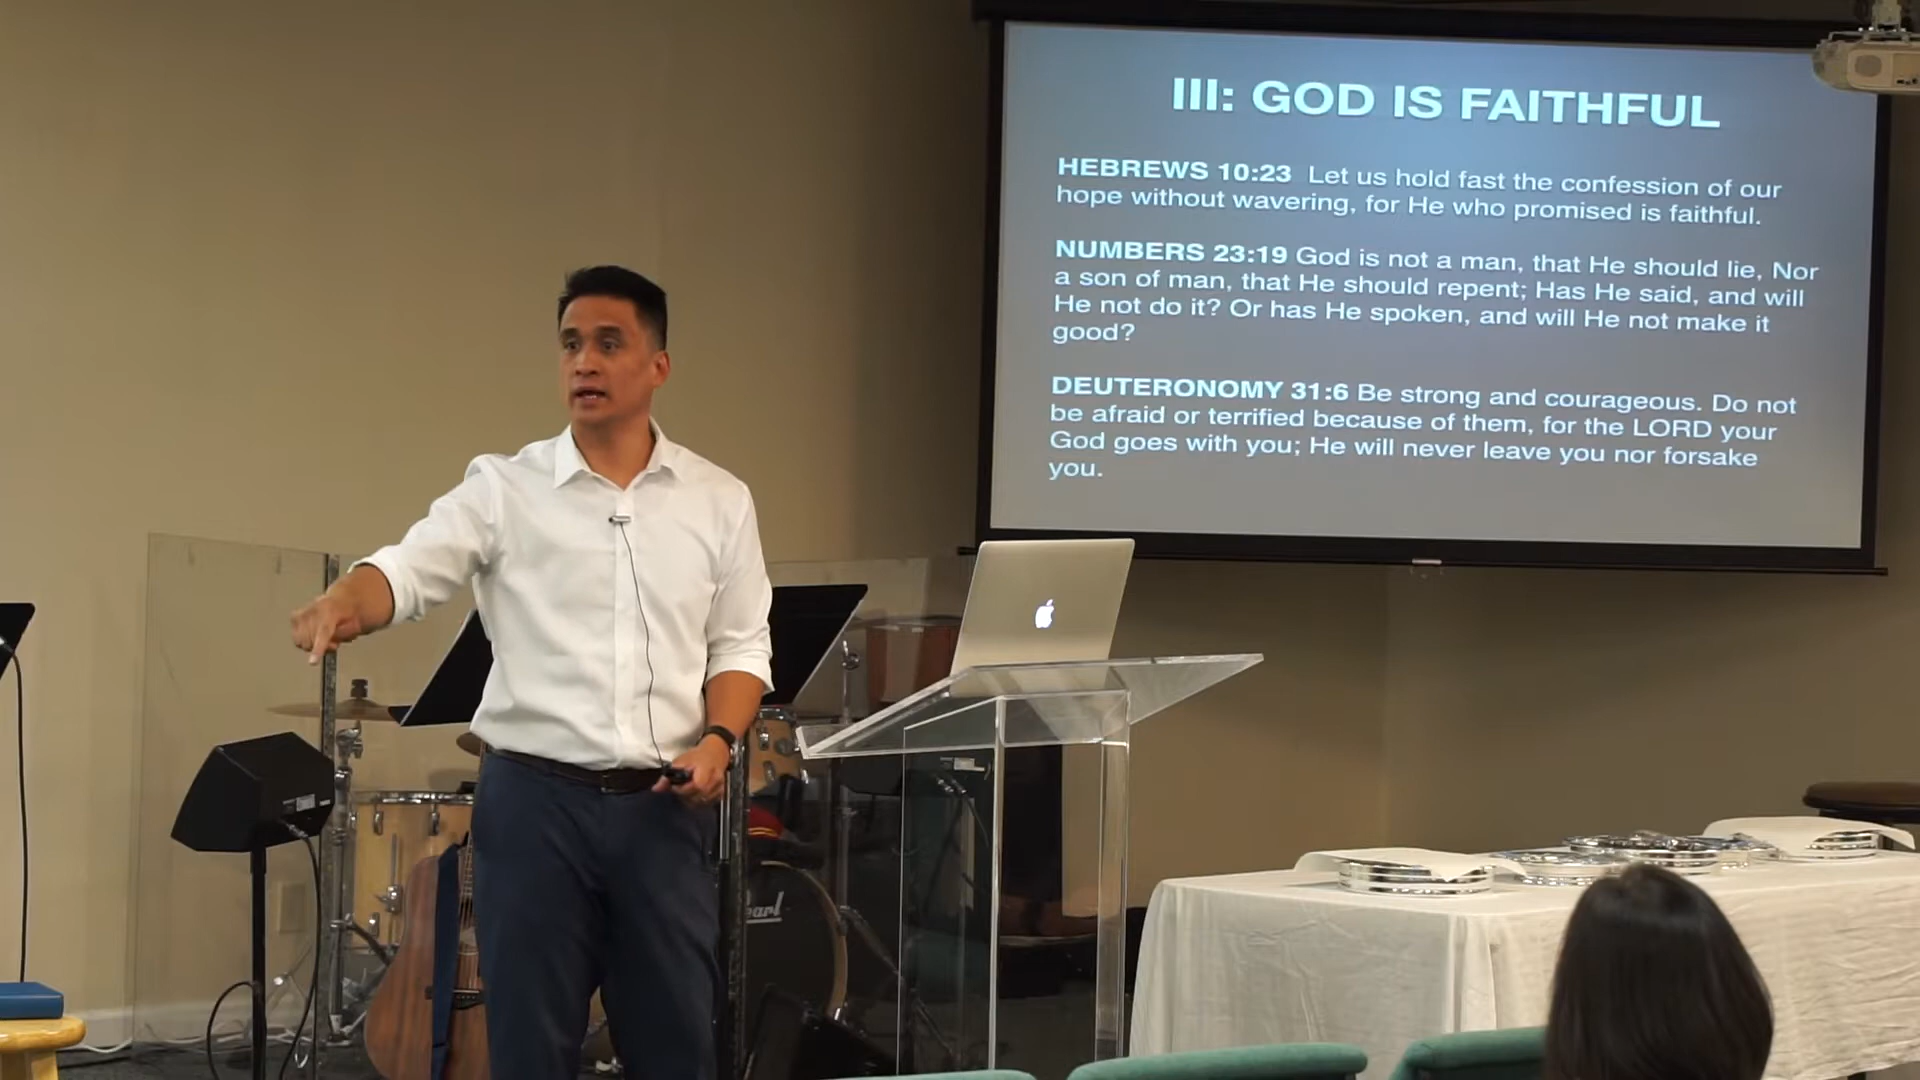 III: GOD IS FAITHFUL
HEBREWS 10:23 Let us hold fast the confession of our
hope without wavering, for He who promised is faithful.
NUMBERS 23:19 God is not a man, that He should lie, Nor
a son of man, that He should repent; Has He said, and will
He not do it? Or has He spoken, and will He not make it
good?
DEUTERONOMY 31:6 Be strong and courageous. Do not
be afraid or terrified because of them, for the LORD your
God goes with you; He will never leave you nor forsake
you.